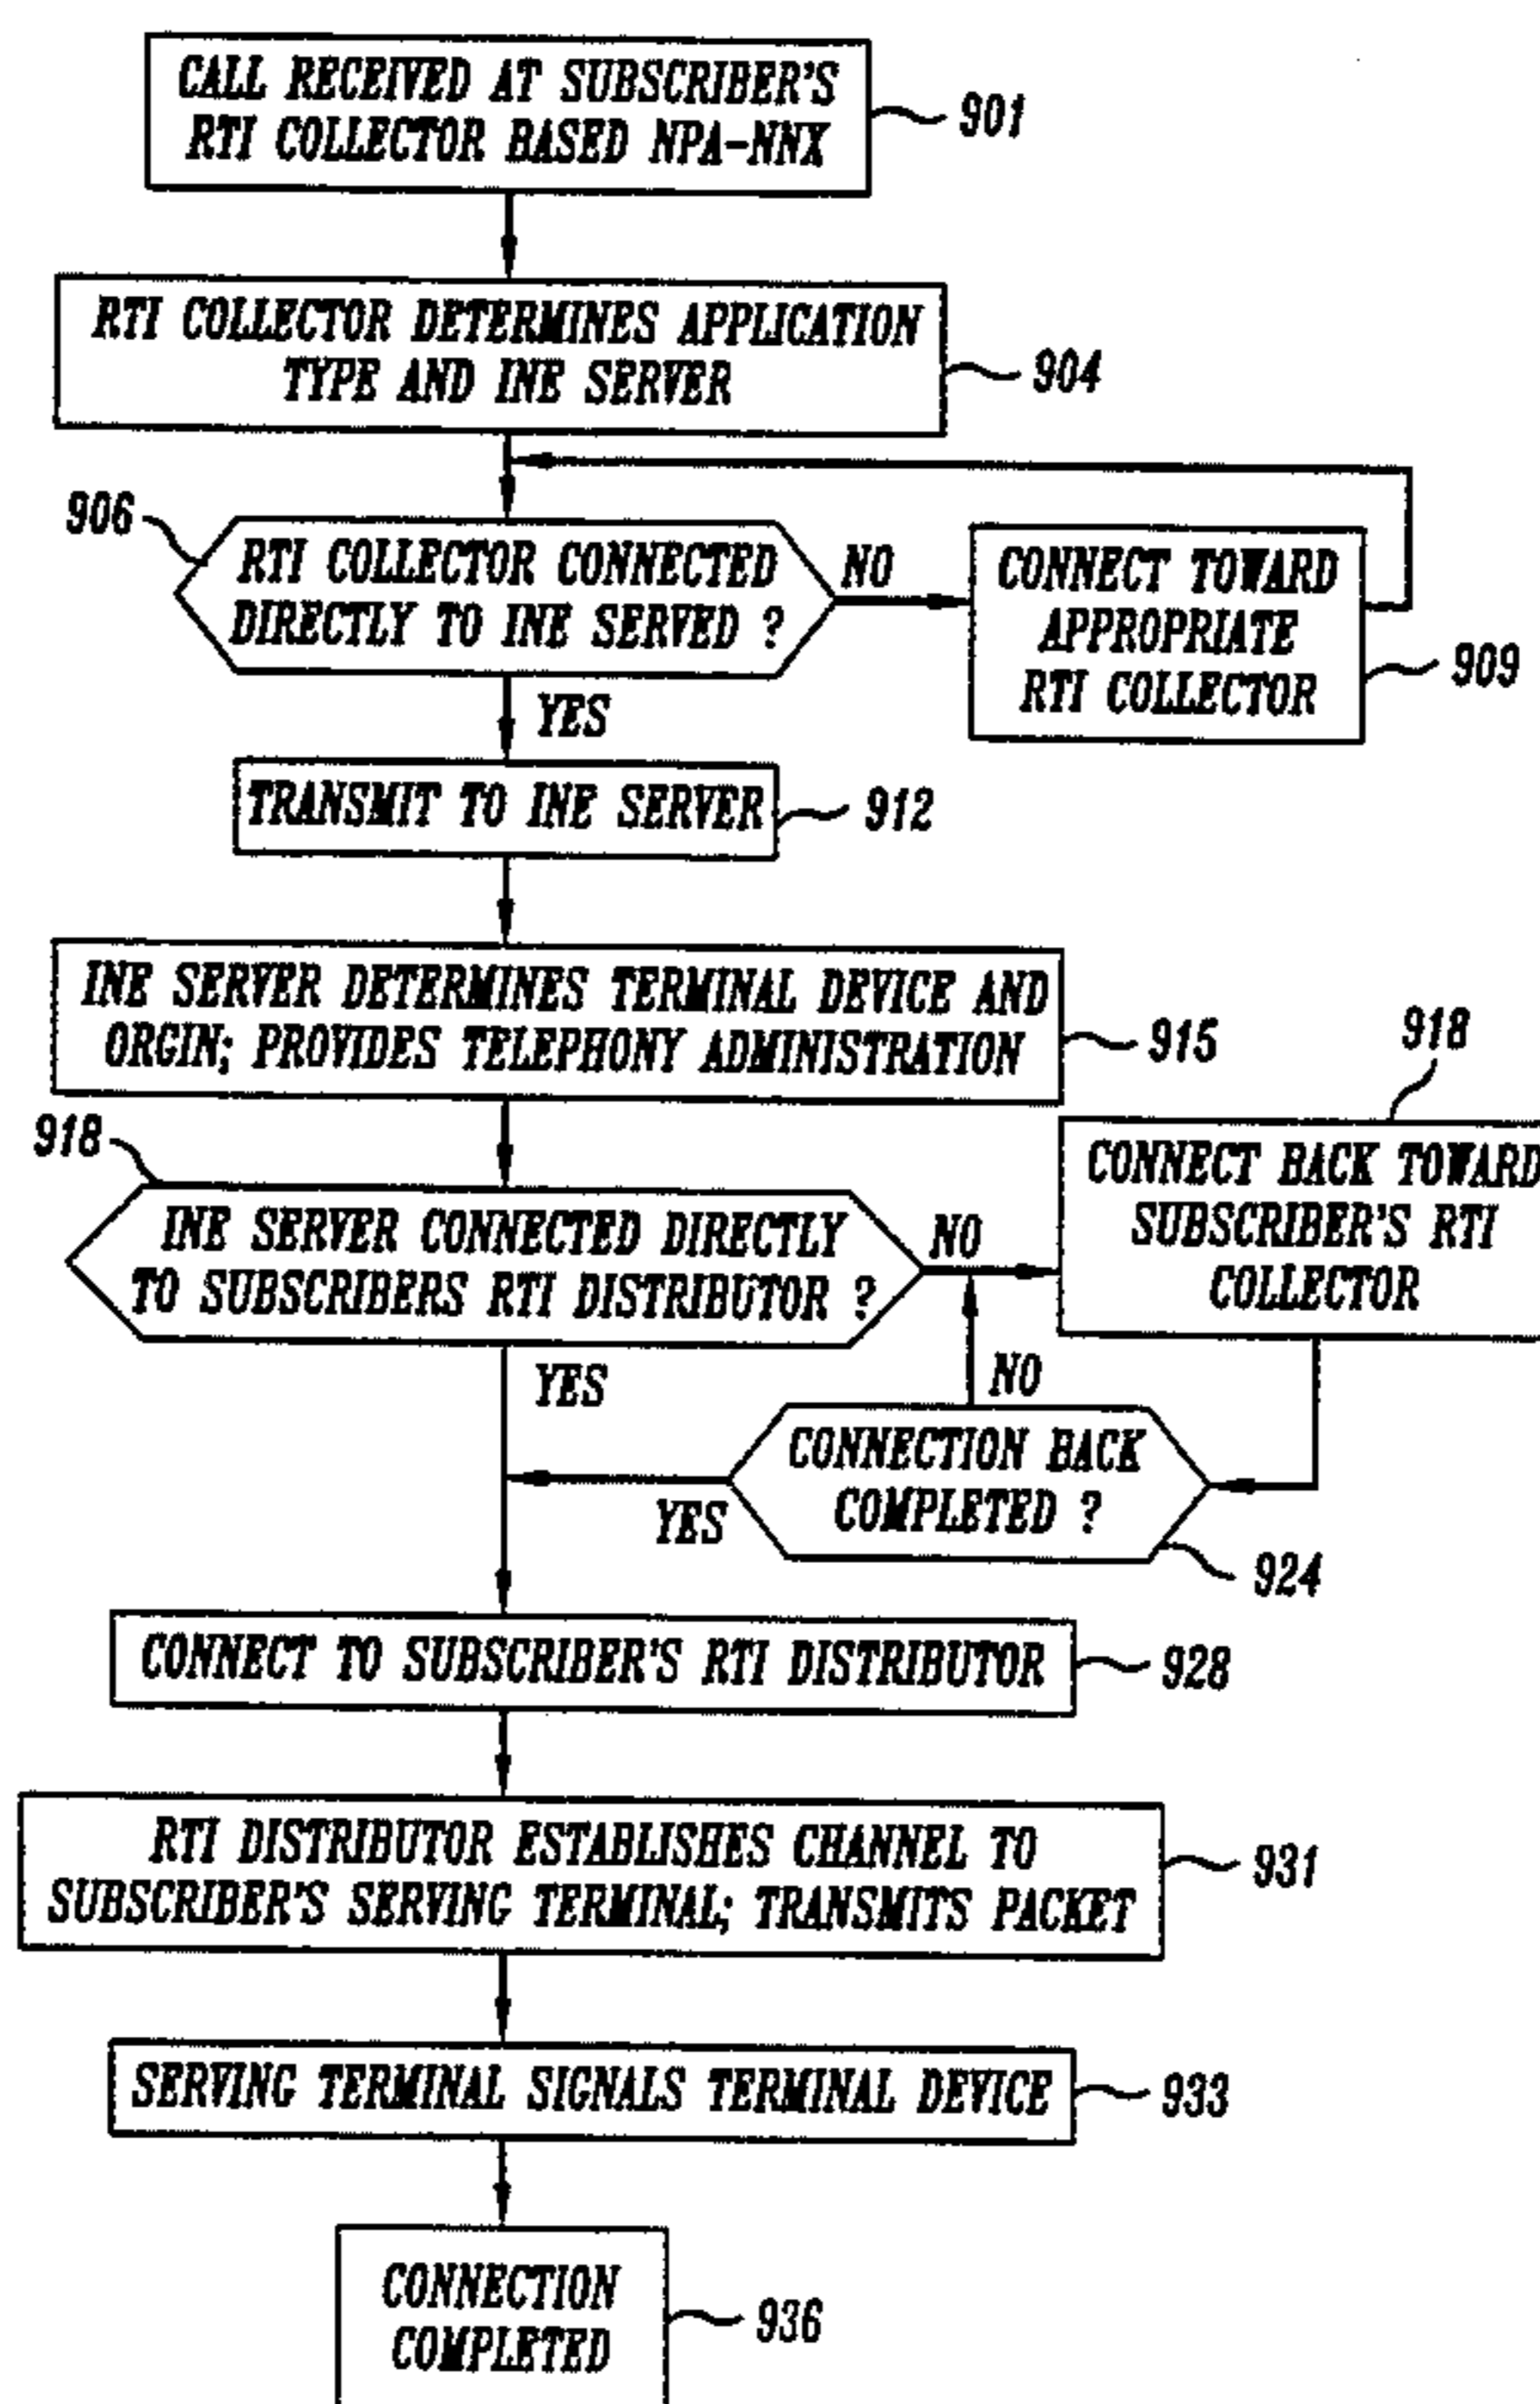 CALL RECEIVED AT SUBSCRIBER'S
RTI COLLECTOR BASED NPA-NNX
901
RTI COLLECTOR DETERMINES APPLICATION
TYPE AND INE SERVER
904
906
RTI COLLECTOR CONNECTED
DIRECTLY TO INE SERVED ?
NO
CONNECT TOWARD
APPROPRIATE
RTI COLLECTOR
909
YES
TRANSMIT TO INE SERVER
912
INE SERVER DETERMINES TERMINAL DEVICE AND
ORGIN; PROVIDES TELEPHONY ADMINISTRATION
915
918
918
INE SERVER CONNECTED DIRECTLY
TO SUBSCRIBERS RTI DISTRIBUTOR ?
NO
CONNECT BACK TOWARD
SUBSCRIBER'S RTI
COLLECTOR
YES
NO
CONNECTION BACK
COMPLETED ?
YES
924
CONNECT TO SUBSCRIBER'S RTI DISTRIBUTOR
928
RTI DISTRIBUTOR ESTABLISHES CHANNEL TO
SUBSCRIBER'S SERVING TERMINAL; TRANSMITS PACKET
931
SERVING TERMINAL SIGNALS TERMINAL DEVICE
933
CONNECTION
COMPLETED
936